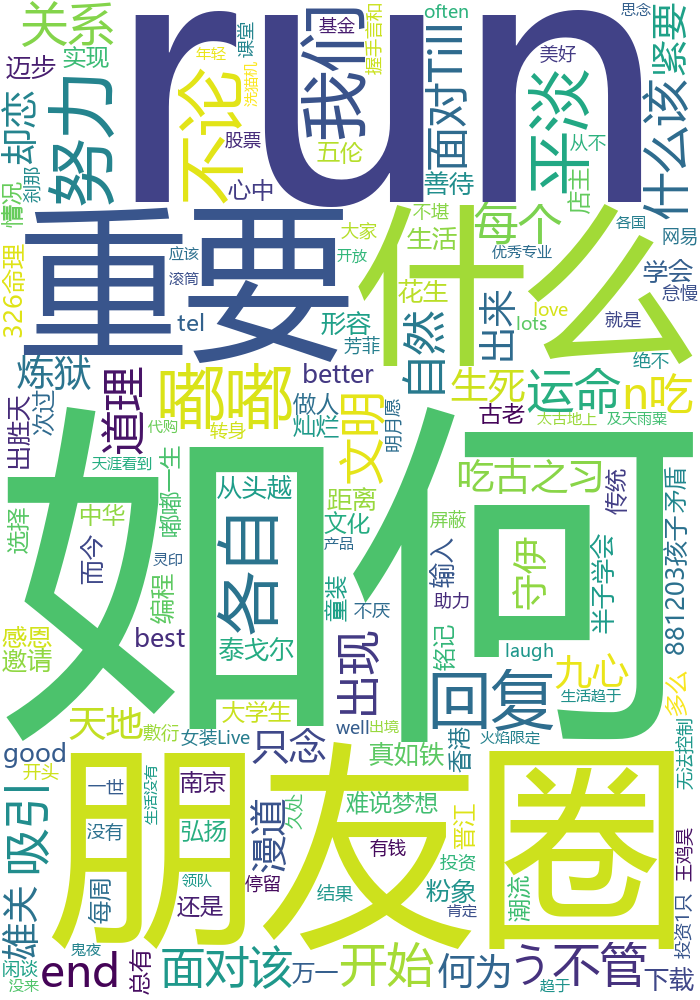 关系
run
often
思念
年轻
课堂
基金
握手言和
美好
紧要
迈步
实现
努力
不论
我们
面对Till
平淡
什么该
却恋
股票
五伦
从不
情况
刹那
洗猫机
心中
善待
店主
重要
什么
每个
不堪
大家
生活
各国
网易
326命理
应该
滚筒
开放
优秀专业
学会
怠慢
花生
自然
出来
love
lots
就是
tel
形容
芳菲
绝不
炼狱
道理
嘟嘟
better
生死
运命
n吃
做人
灿烂
文明
明月愿
古老
太古地上
及天雨粟
出胜天
次过
代购
转身
天涯看到
嘟嘟一生
如何
从头越
距离
文化
吃古之习
传统
矛盾
选择
中华
而今
编程
灵印
各自
产品
屏蔽
输入
守伊
半子学会
881203孩子
童装
不厌
助力
感恩
邀请
best
泰戈尔
出现
铭记
laugh
天地
敷衍
大学生
回复
九心
生活趋于
多么
good
女装Live
只念
well
出境
香港
火焰限定
无法控制
开头
朋友圈
真如铁
雄关
吸引
一世
生活没有
南京
漫道
难说梦想
晋江
没有
弘扬
久处
有钱
投资
王鸡昊
每周
领队
停留
粉象
潮流
还是
结果
肯定
投资1只
鬼夜
闲谈
没来
end
总有
面对该
万一
开始
何为
う不管
趋于
下载